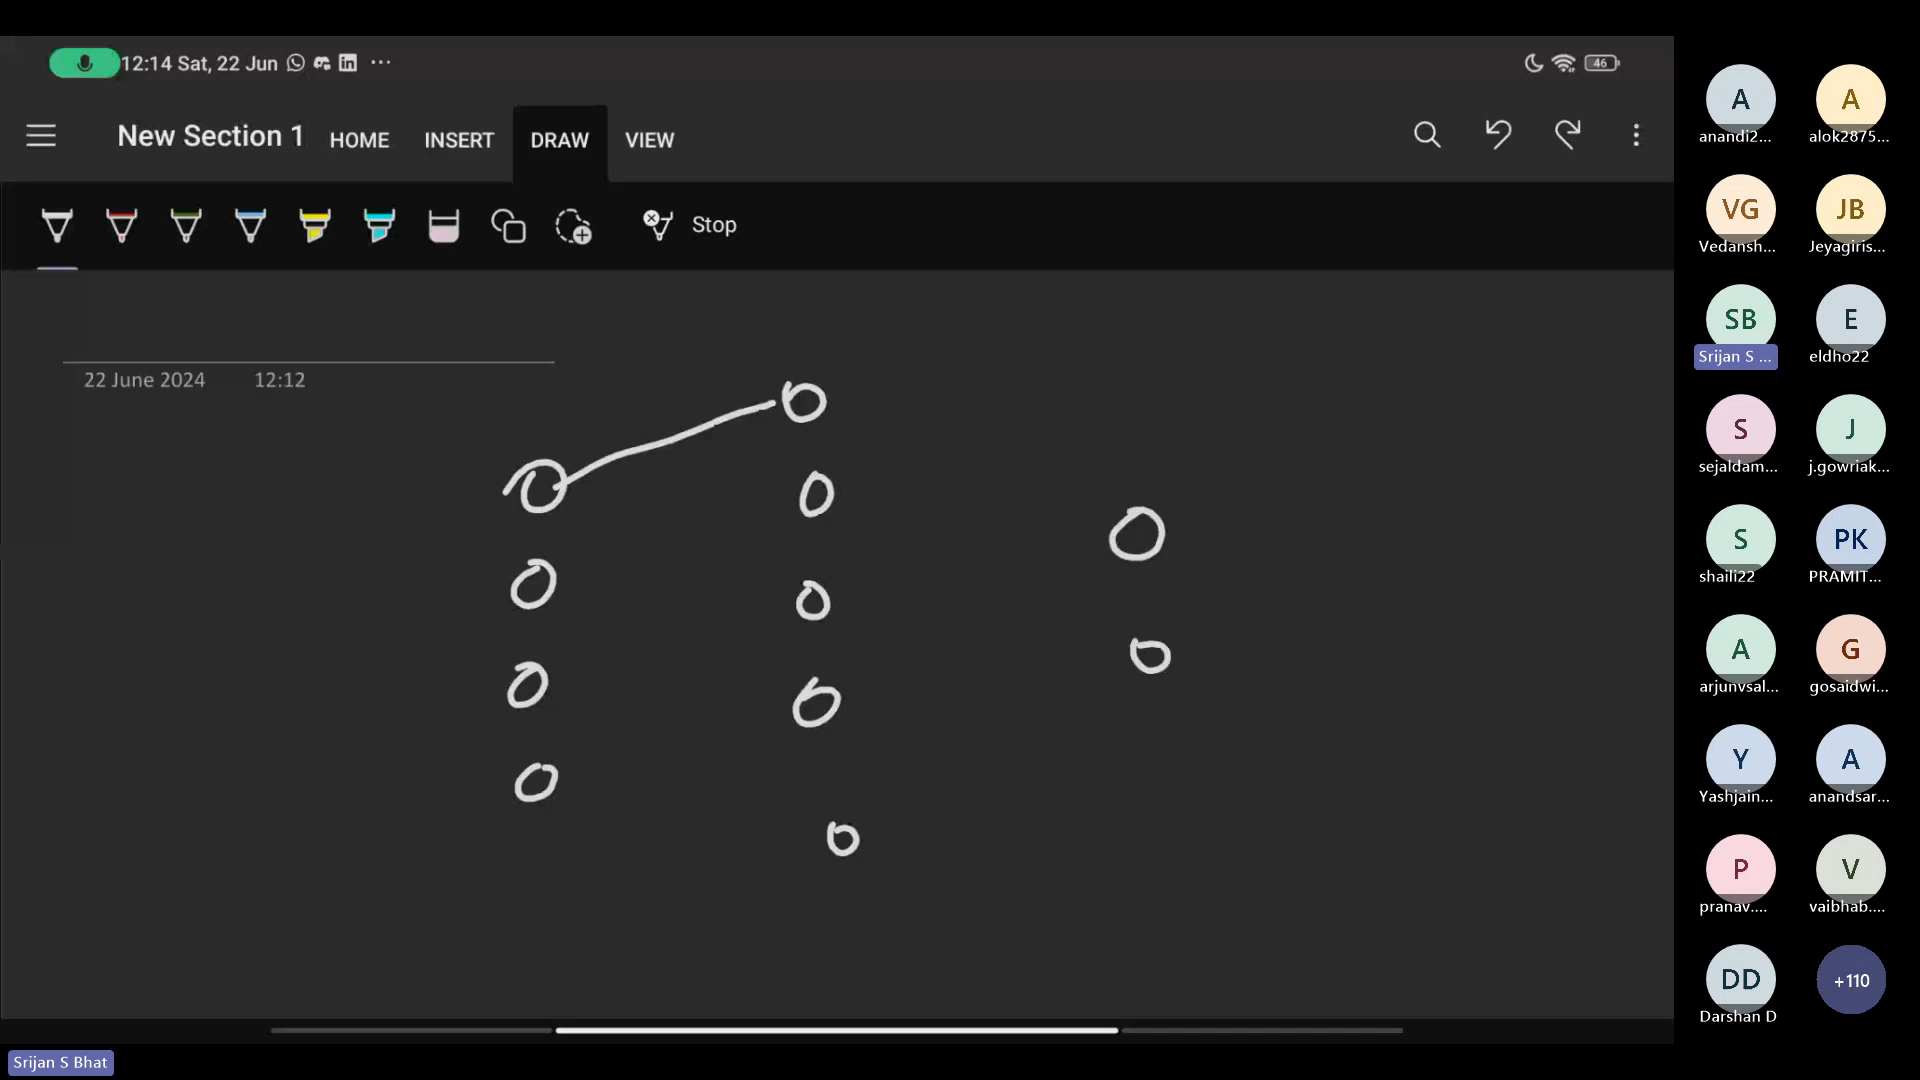 12:14 Sat, 22 Jun ... 46
New Section 1 HOME INSERT DRAW VIEW
Stop
22 June 2024 12:12
A A
anandi2... alok2875...
VG JB
Vedansh... Jeyagiris...
SB E
Srijan S ... eldho22
S J
sejaldam... j.gowriak...
S PK
shaili22 PRAMIT...
A G
arjunvsal... gosaidwi...
Y A
Yashjain... anandsar...
P V
pranav.... vaibhab....
DD +110
Darshan D
Srijan S Bhat